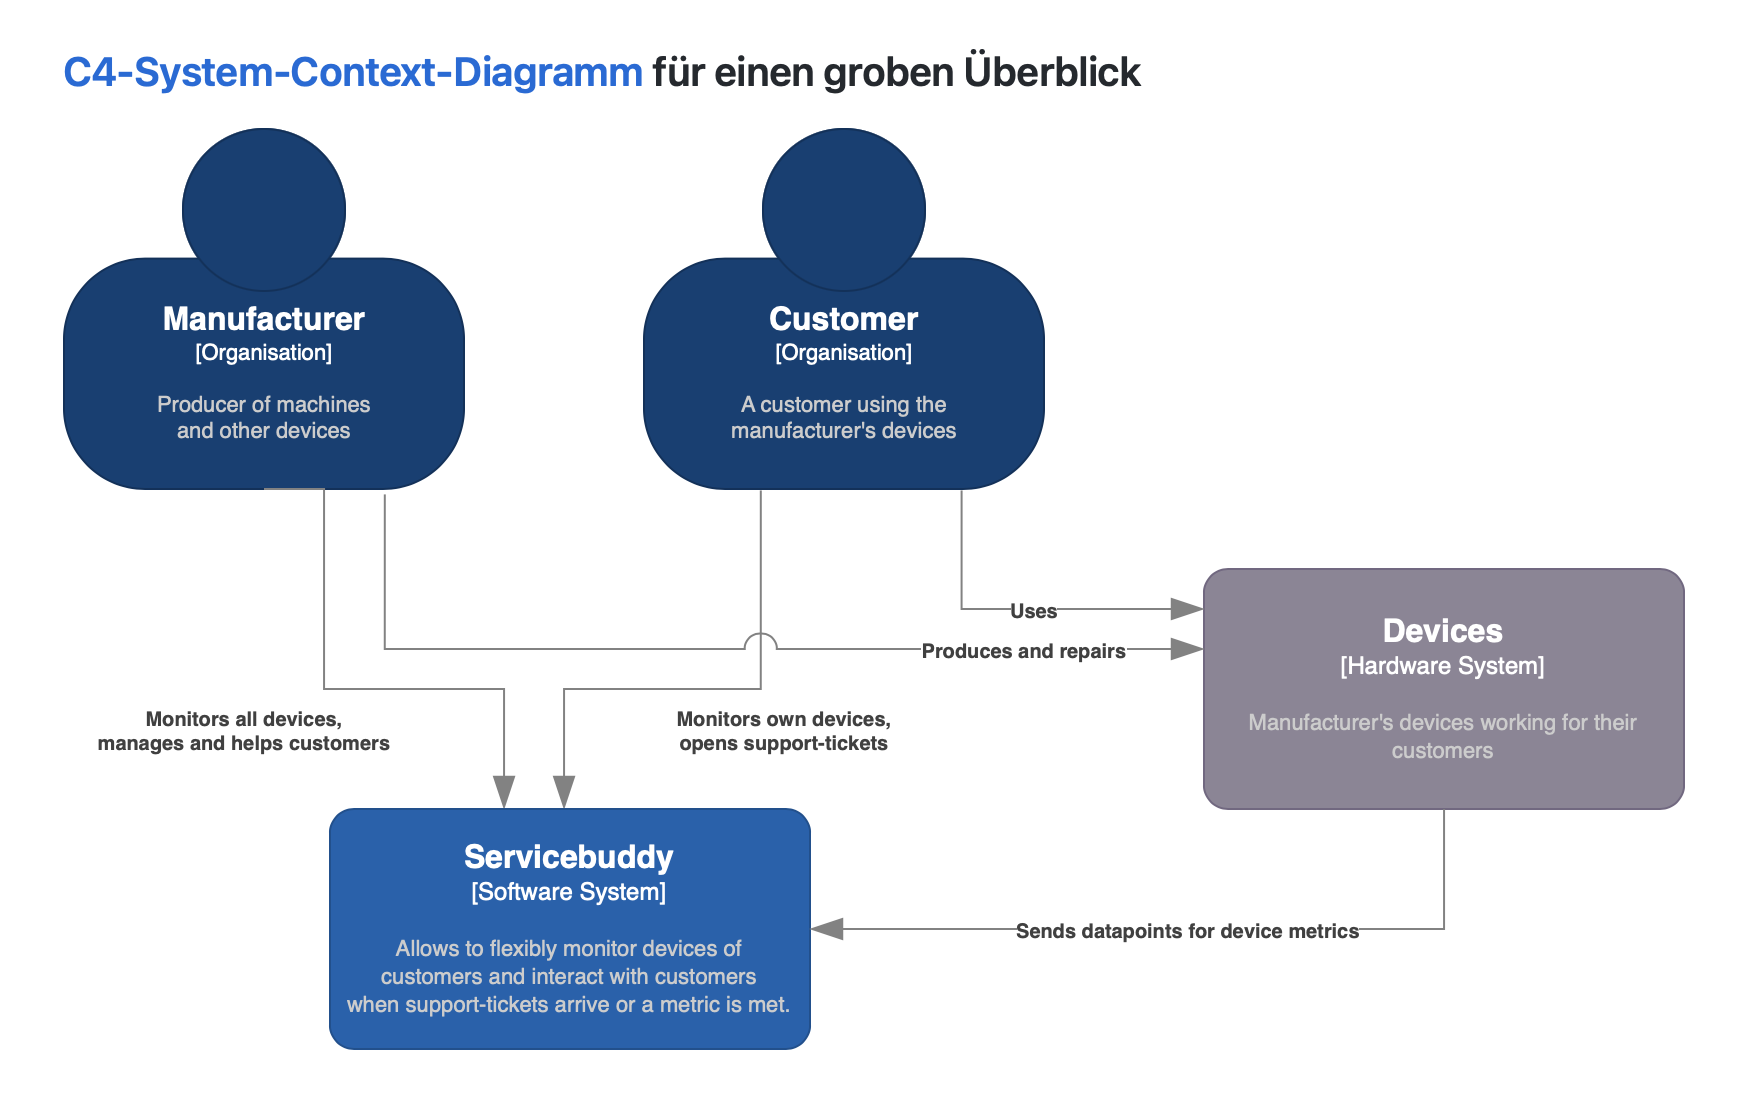 C4-System-Context-Diagramm für einen groben Überblick
Manufacturer
[Organisation]
Producer of machines
and other devices
Customer
[Organisation]
A customer using the
manufacturer's devices
Uses
Produces and repairs
Devices
[Hardware System]
Manufacturer's devices working for their
customers
Monitors all devices,
manages and helps customers
Monitors own devices,
opens support-tickets
Servicebuddy
[Software System]
Allows to flexibly monitor devices of
customers and interact with customers
when support-tickets arrive or a metric is met.
Sends datapoints for device metrics